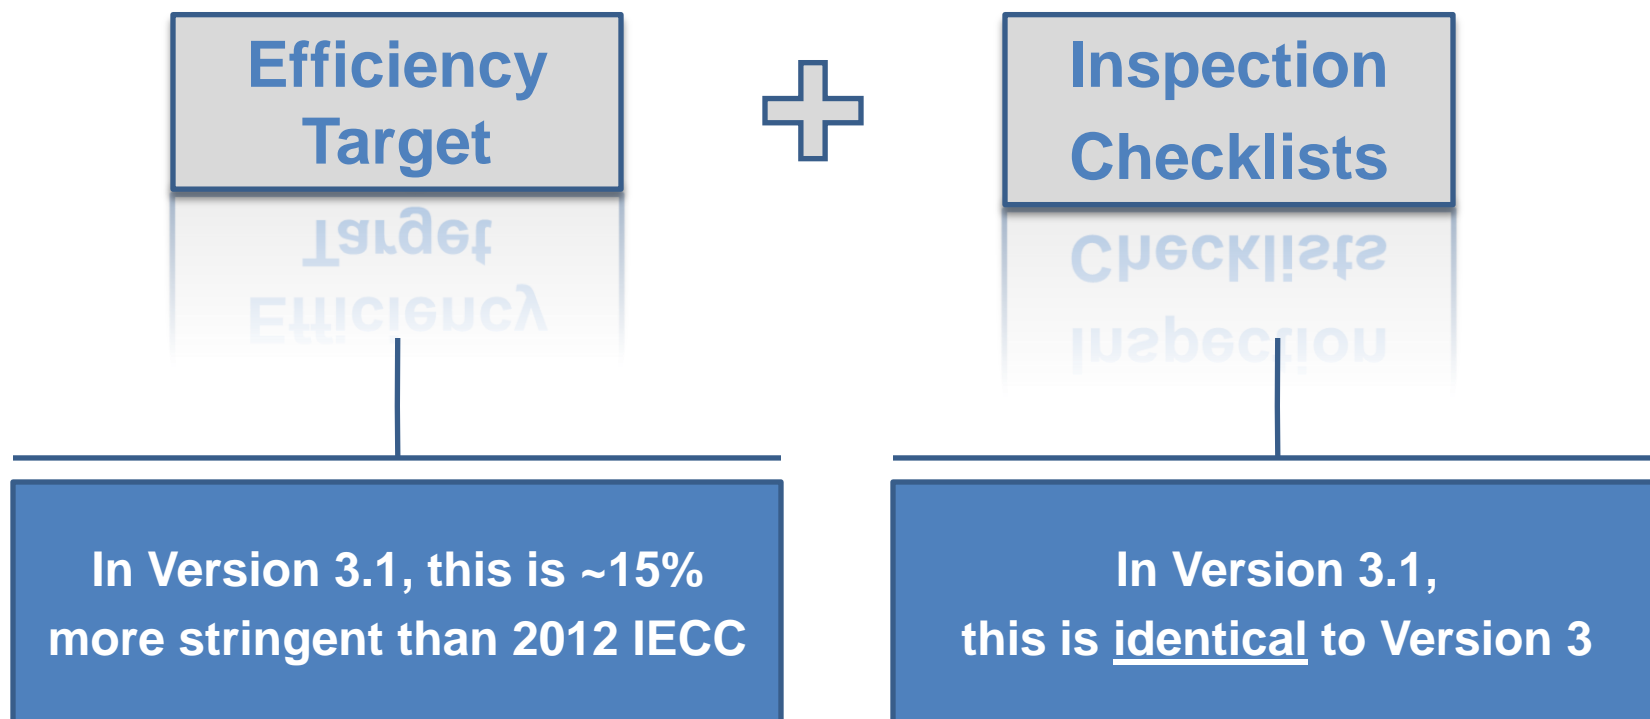 Efficiency
Target
Inspection
Checklists
In Version 3.1, this is ~15%
more stringent than 2012 IECC
In Version 3.1,
this is identical to Version 3